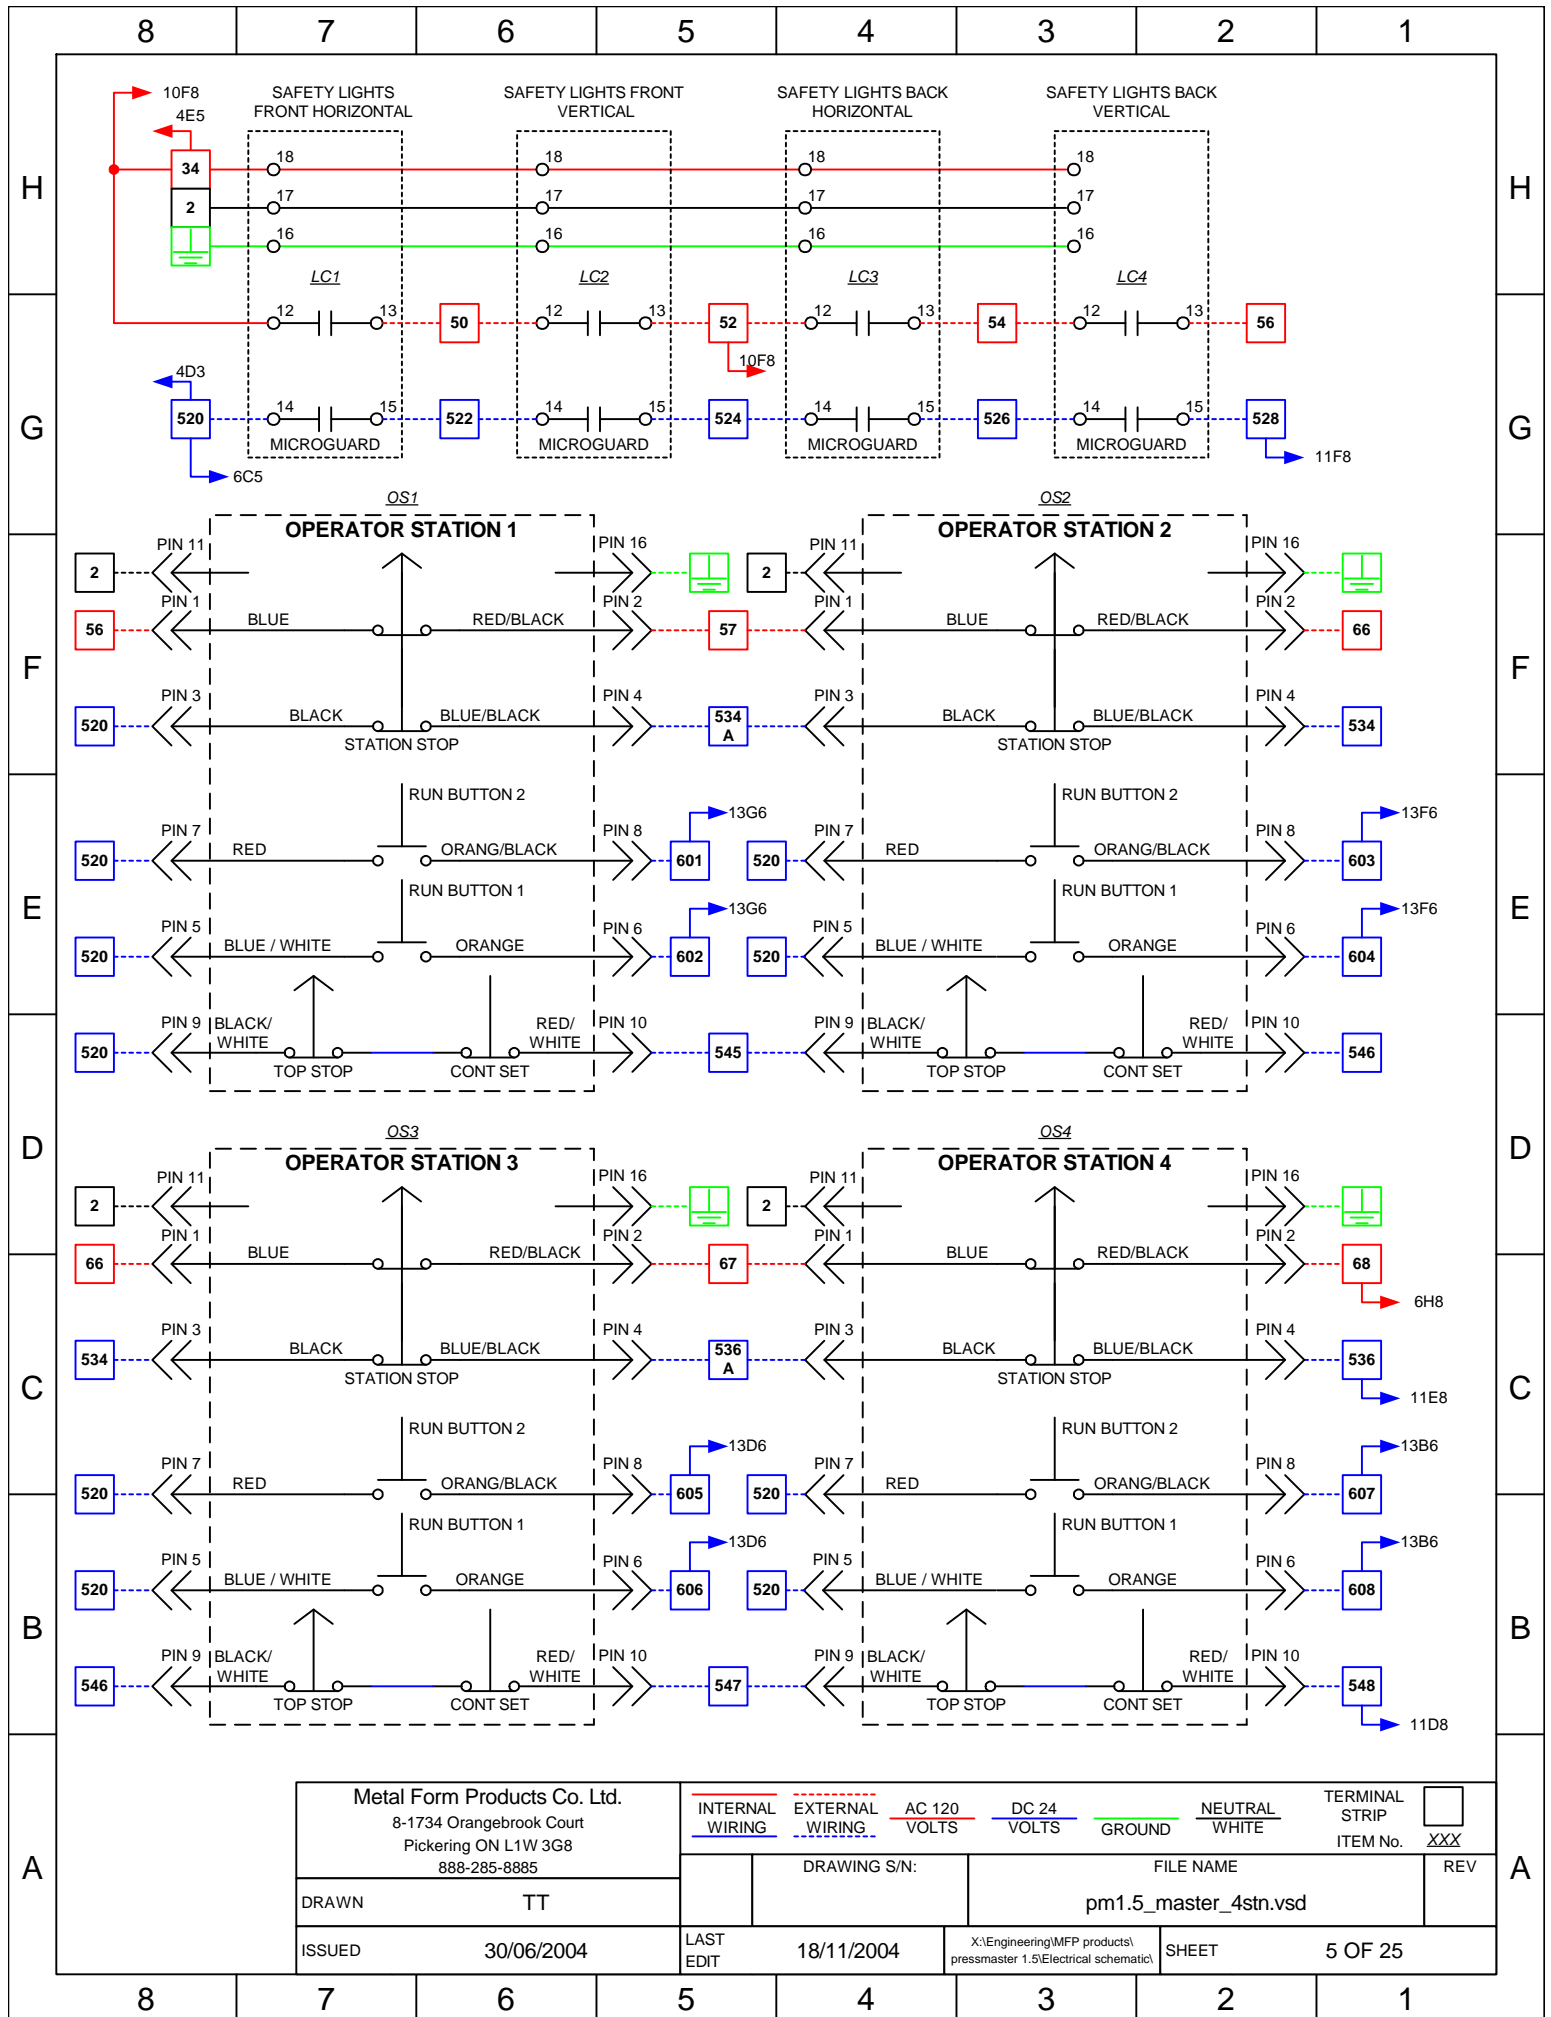 8 7 6 5 4 3 2 1
10F8
4E5
SAFETY LIGHTS
FRONT HORIZONTAL
SAFETY LIGHTS FRONT
VERTICAL
SAFETY LIGHTS BACK
HORIZONTAL
SAFETY LIGHTS BACK
VERTICAL
34 18 18 18 18
H H
2 17 17 17 17
16 16 16 16
LC1 LC2 LC3 LC4
12 13 50 12 13 52 12 13 54 12 13 56
10F8
4D3
520 14 15 522 14 15 524 14 15 526 14 15 528
G G
MICROGUARD MICROGUARD MICROGUARD MICROGUARD
6C5 11F8
OS1 OS2
OPERATOR STATION 1 OPERATOR STATION 2
PIN 11 PIN 16 PIN 11 PIN 16
2 2
PIN 1 PIN 2 PIN 1 PIN 2
56 BLUE RED/BLACK 57 BLUE RED/BLACK 66
F F
PIN 3 PIN 4 PIN 3 PIN 4
520 BLACK BLUE/BLACK 534 A BLACK BLUE/BLACK 534
STATION STOP STATION STOP
RUN BUTTON 2 13G6 RUN BUTTON 2 13F6
PIN 7 PIN 8 PIN 7 PIN 8
520 RED ORANG/BLACK 601 520 RED ORANG/BLACK 603
RUN BUTTON 1 13G6 RUN BUTTON 1 13F6
E E
PIN 5 PIN 6 PIN 5 PIN 6
520 BLUE / WHITE ORANGE 602 520 BLUE / WHITE ORANGE 604
PIN 9 BLACK/ RED/ PIN 10 PIN 9 BLACK/ RED/ PIN 10
520 WHITE WHITE 545 WHITE WHITE 546
TOP STOP CONT SET TOP STOP CONT SET
OS3 OS4
D D
OPERATOR STATION 3 OPERATOR STATION 4
PIN 11 PIN 16 PIN 11 PIN 16
2 2
PIN 1 PIN 2 PIN 1 PIN 2
66 BLUE RED/BLACK 67 BLUE RED/BLACK 68
6H8
PIN 3 PIN 4 PIN 3 PIN 4
534 BLACK BLUE/BLACK 536 A BLACK BLUE/BLACK 536
STATION STOP STATION STOP
C C
11E8
RUN BUTTON 2 13D6 RUN BUTTON 2 13B6
PIN 7 PIN 8 PIN 7 PIN 8
520 RED ORANG/BLACK 605 520 RED ORANG/BLACK 607
RUN BUTTON 1 13D6 RUN BUTTON 1 13B6
PIN 5 PIN 6 PIN 5 PIN 6
520 BLUE / WHITE ORANGE 606 520 BLUE / WHITE ORANGE 608
B B
PIN 9 BLACK/ RED/ PIN 10 PIN 9 BLACK/ RED/ PIN 10
546 WHITE WHITE 547 WHITE WHITE 548
TOP STOP CONT SET TOP STOP CONT SET
11D8
Metal Form Products Co. Ltd.
8-1734 Orangebrook Court
Pickering ON L1W 3G8
888-285-8885
INTERNAL WIRING
EXTERNAL WIRING
AC 120 VOLTS
DC 24 VOLTS
GROUND
NEUTRAL WHITE
TERMINAL STRIP
ITEM No. XXX
A A
DRAWING S/N: FILE NAME REV
DRAWN TT
pm1.5_master_4stn.vsd
ISSUED 30/06/2004
LAST EDIT 18/11/2004
X:\Engineering\MFP products\
pressmaster 1.5\Electrical schematic\
SHEET 5 OF 25
8 7 6 5 4 3 2 1